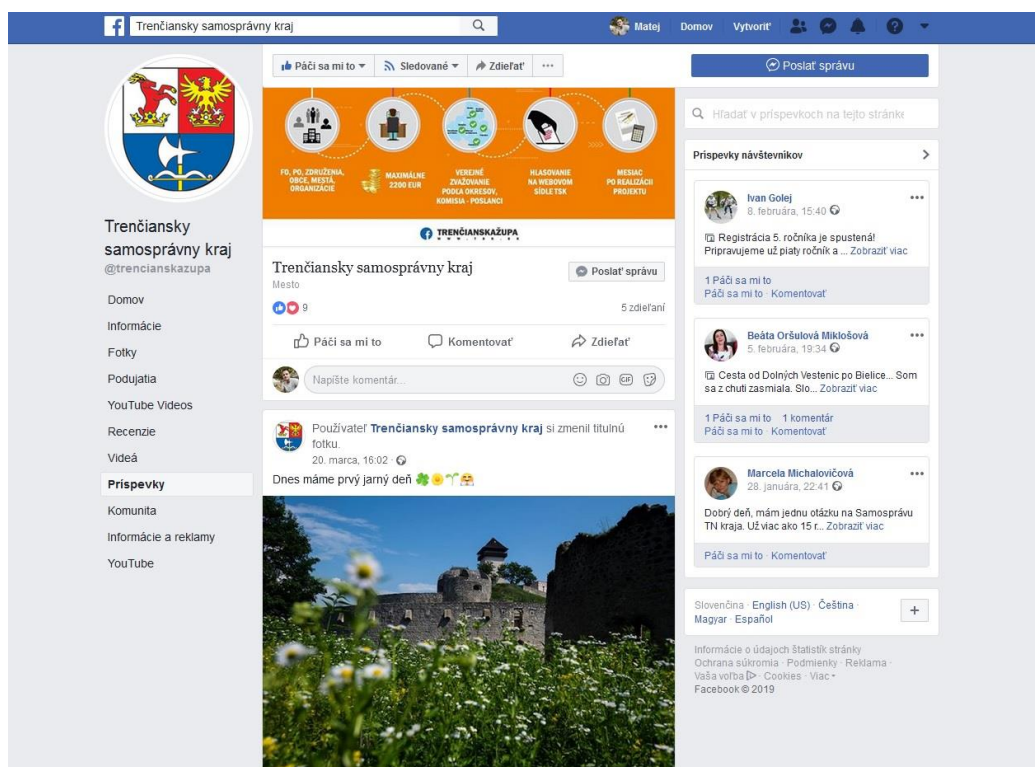 Trenčiansky samosprávny kraj
Matej Domov Vytvoriť
Trenčiansky
samosprávny kraj
@trencianskazupa
Domov
Informácie
Fotky
Podujatia
YouTube Videos
Recenzie
Videá
Príspevky
Komunita
Informácie a reklamy
YouTube
Páči sa mi to Sledované Zdieľať ...
FO, PO, ZDRUŽENIA,
OBCE, MESTÁ,
ORGANIZÁCIE
MAXIMÁLNE
2200 EUR
VEREJNÉ
ZVAŽOVANIE
PODĽA OKRESOV,
KOMISIA - POSLANCI
HLASOVANIE
NA WEBOVOM
SÍDLE TSK
MESIAC
PO REALIZÁCII
PROJEKTU
TRENČIANSKAŽUPA
WWW.TSK.SK
Trenčiansky samosprávny kraj
Mesto
Poslať správu
9 5 zdieľaní
Páči sa mi to Komentovať Zdieľať
Napíšte komentár...
GIF
Používateľ Trenčiansky samosprávny kraj si zmenil titulnú
fotku.
20. marca, 16:02 ·
Dnes máme prvý jarný deň
Poslať správu
Hľadať v príspevkoch na tejto stránke
Príspevky návštevníkov
Ivan Golej
8. februára, 15:40
Registrácia 5. ročníka je spustená!
Pripravujeme už piaty ročník a ... Zobraziť viac
1 Páči sa mi to
Páči sa mi to · Komentovať
Beáta Oršulová Miklošová
5. februára, 19:34
Cesta od Dolných Vestenic po Bielice... Som
sa z chuti zasmiala. Slo... Zobraziť viac
1 Páči sa mi to 1 komentár
Páči sa mi to · Komentovať
Marcela Michalovičová
28. januára, 22:41
Dobrý deň, mám jednu otázku na Samosprávu
TN kraja. Už viac ako 15 r... Zobraziť viac
Páči sa mi to · Komentovať
Slovenčina · English (US) · Čeština ·
Magyar · Español
Informácie o údajoch štatistík stránky
Ochrana súkromia · Podmienky · Reklama ·
Vaša voľba · Cookies · Viac
Facebook © 2019